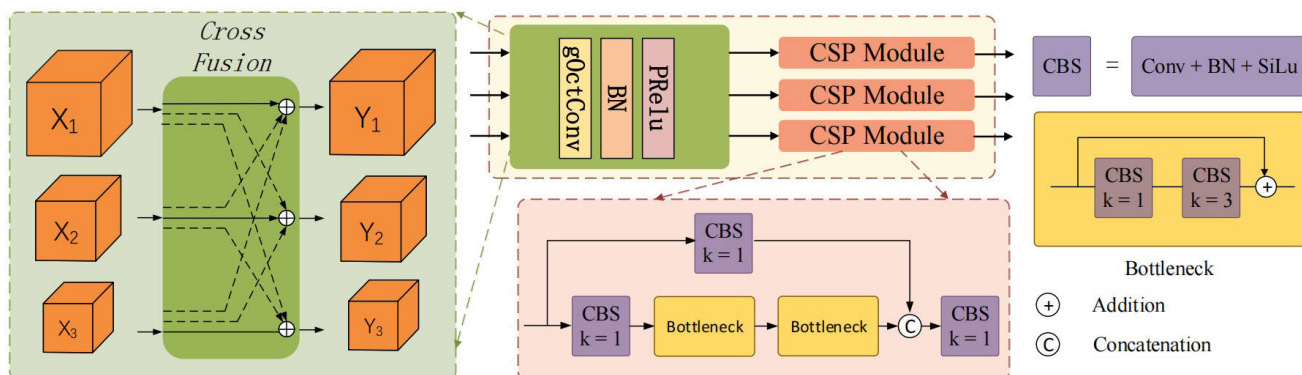 Cross
Fusion
X₁
X₂
X₃
Y₁
Y₂
Y₃
gOctConv
BN
PRelu
CSP Module
CSP Module
CSP Module
CBS
k = 1
CBS
k = 1
Bottleneck
Bottleneck
C
CBS
k = 1
CBS = Conv + BN + SiLu
CBS
k = 1
CBS
k = 3
+
Bottleneck
+ Addition
C Concatenation